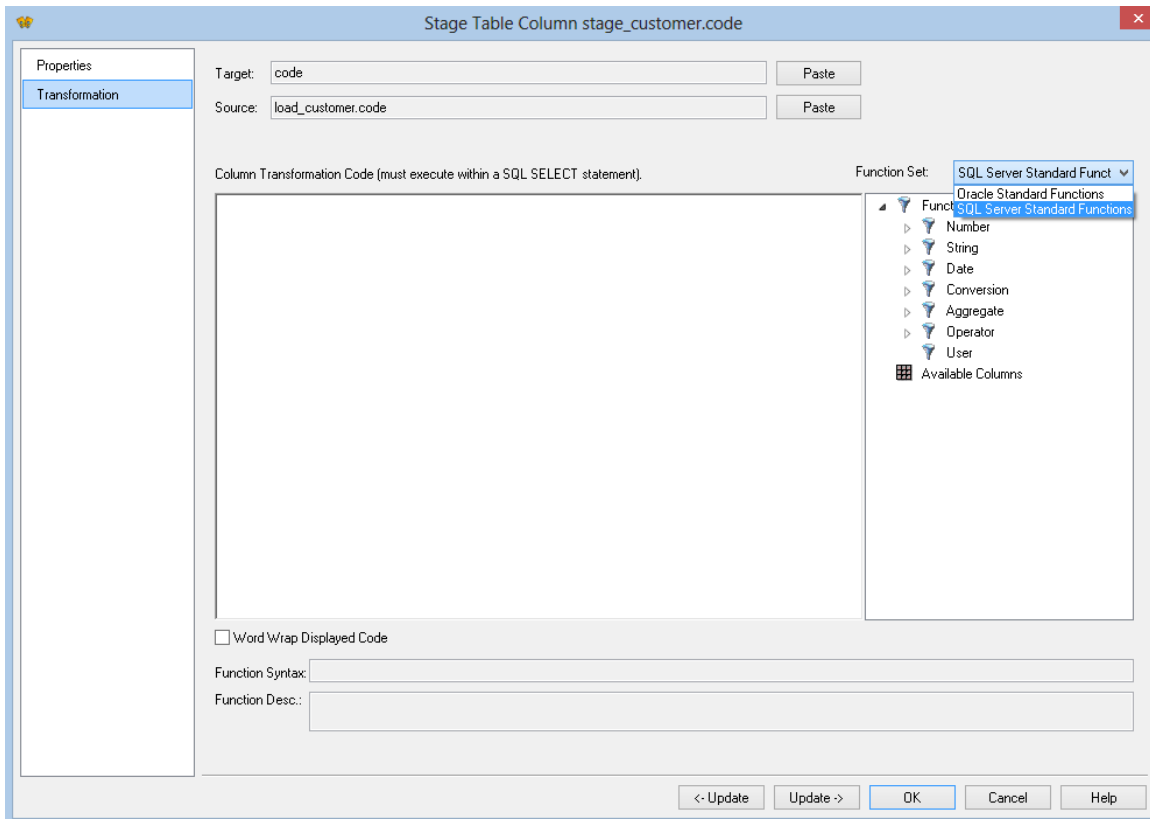 Stage Table Column stage_customer.code
Properties
Transformation
Target: code Paste
Source: load_customer.code Paste
Column Transformation Code (must execute within a SQL SELECT statement). Function Set: SQL Server Standard Funct
Oracle Standard Functions
SQL Server Standard Functions
Funct
Number
String
Date
Conversion
Aggregate
Operator
User
Available Columns
Word Wrap Displayed Code
Function Syntax:
Function Desc.:
<- Update Update -> OK Cancel Help